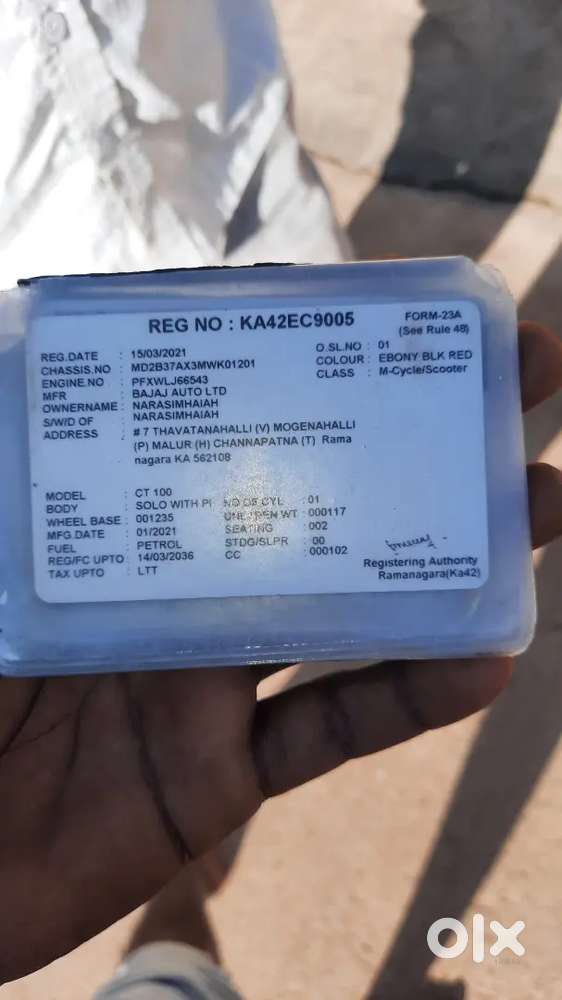 REG NO : KA42EC9005
FORM-23A
(See Rule 48)
REG.DATE : 15/03/2021
O.SL.NO : 01
CHASSIS.NO : MD2B37AX3MWK01201
COLOUR : EBONY BLK RED
ENGINE.NO : PFXWLJ66543
CLASS : M-Cycle/Scooter
MFR : BAJAJ AUTO LTD
OWNERNAME : NARASIMHAIAH
S/W/D OF : NARASIMHAIAH
ADDRESS : # 7 THAVATANAHALLI (V) MOGENAHALLI
(P) MALUR (H) CHANNAPATNA (T) Rama
nagara KA 562108
MODEL : CT 100
BODY : SOLO WITH PI NO OF CYL : 01
WHEEL BASE : 001235 UNLADEN WT : 000117
MFG.DATE : 01/2021 SEATING : 002
FUEL : PETROL STDG/SLPR : 00
REG/FC UPTO : 14/03/2036 CC : 000102
TAX UPTO : LTT
Registering Authority
Ramanagara(Ka42)
olx